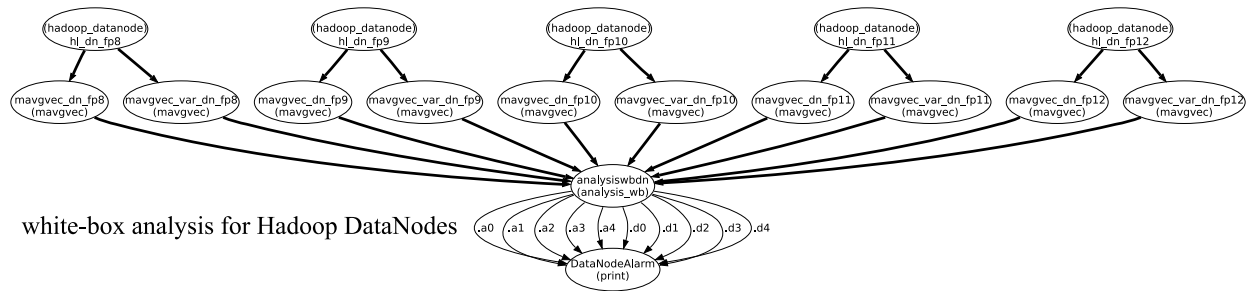 (hadoop_datanode)
hl_dn_fp8
(hadoop_datanode)
hl_dn_fp9
(hadoop_datanode)
hl_dn_fp10
(hadoop_datanode)
hl_dn_fp11
(hadoop_datanode)
hl_dn_fp12
mavgvec_dn_fp8
(mavgvec)
mavgvec_var_dn_fp8
(mavgvec)
mavgvec_dn_fp9
(mavgvec)
mavgvec_var_dn_fp9
(mavgvec)
mavgvec_dn_fp10
(mavgvec)
mavgvec_var_dn_fp10
(mavgvec)
mavgvec_dn_fp11
(mavgvec)
mavgvec_var_dn_fp11
(mavgvec)
mavgvec_dn_fp12
(mavgvec)
mavgvec_var_dn_fp12
(mavgvec)
analysiswbdn
(analysis_wb)
white-box analysis for Hadoop DataNodes
.a0
.a1
.a2
.a3
.a4
.d0
.d1
.d2
.d3
.d4
DataNodeAlarm
(print)